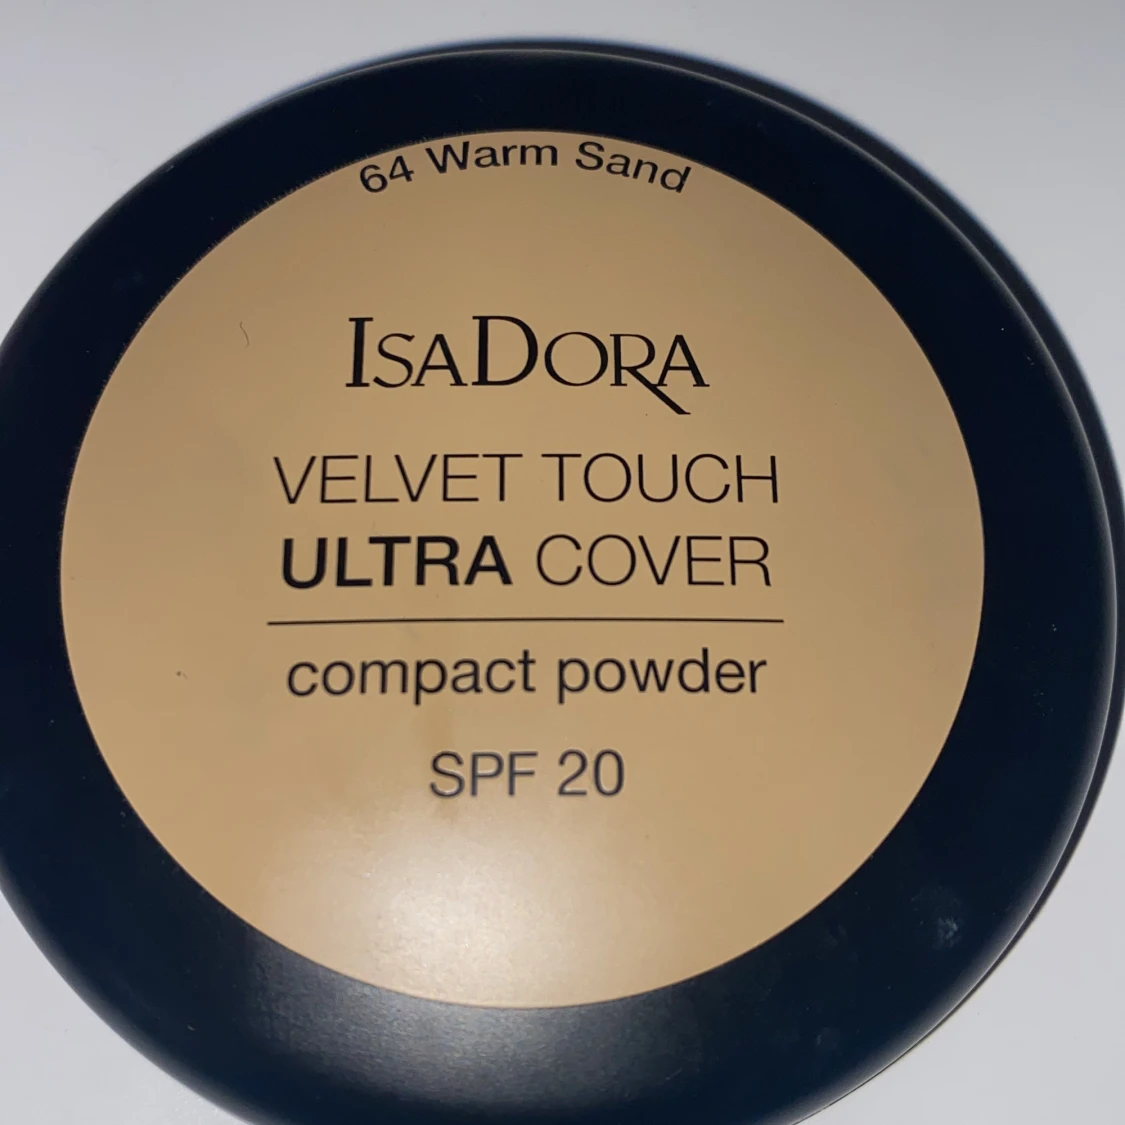 64 Warm Sand
IsaDora
VELVET TOUCH
ULTRA COVER
compact powder
SPF 20